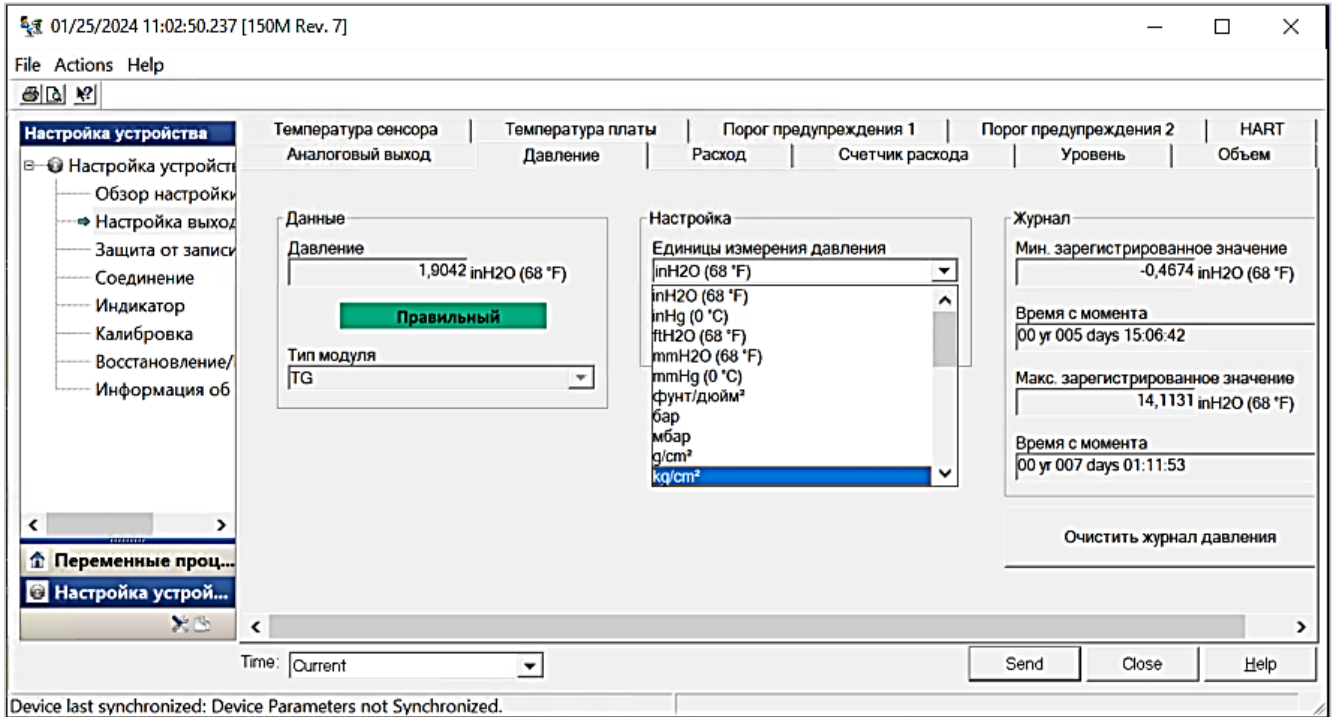 01/25/2024 11:02:50.237 [150M Rev. 7]
File Actions Help
Настройка устройства
Настройка устройств
Обзор настройки
Настройка выход
Защита от записи
Соединение
Индикатор
Калибровка
Восстановление/
Информация об
Переменные проц...
Настройка устрой...
Температура сенсора Температура платы Порог предупреждения 1 Порог предупреждения 2 HART
Аналоговый выход Давление Расход Счетчик расхода Уровень Объем
Данные
Давление
1,9042 inH2O (68 °F)
Правильный
Тип модуля
TG
Настройка
Единицы измерения давления
inH2O (68 °F)
inH2O (68 °F)
inHg (0 °C)
ftH2O (68 °F)
mmH2O (68 °F)
mmHg (0 °C)
фунт/дюйм²
бар
мбар
g/cm²
kg/cm²
Журнал
Мин. зарегистрированное значение
-0,4674 inH2O (68 °F)
Время с момента
00 yr 005 days 15:06:42
Макс. зарегистрированное значение
14,1131 inH2O (68 °F)
Время с момента
00 yr 007 days 01:11:53
Очистить журнал давления
Time: Current
Send Close Help
Device last synchronized: Device Parameters not Synchronized.